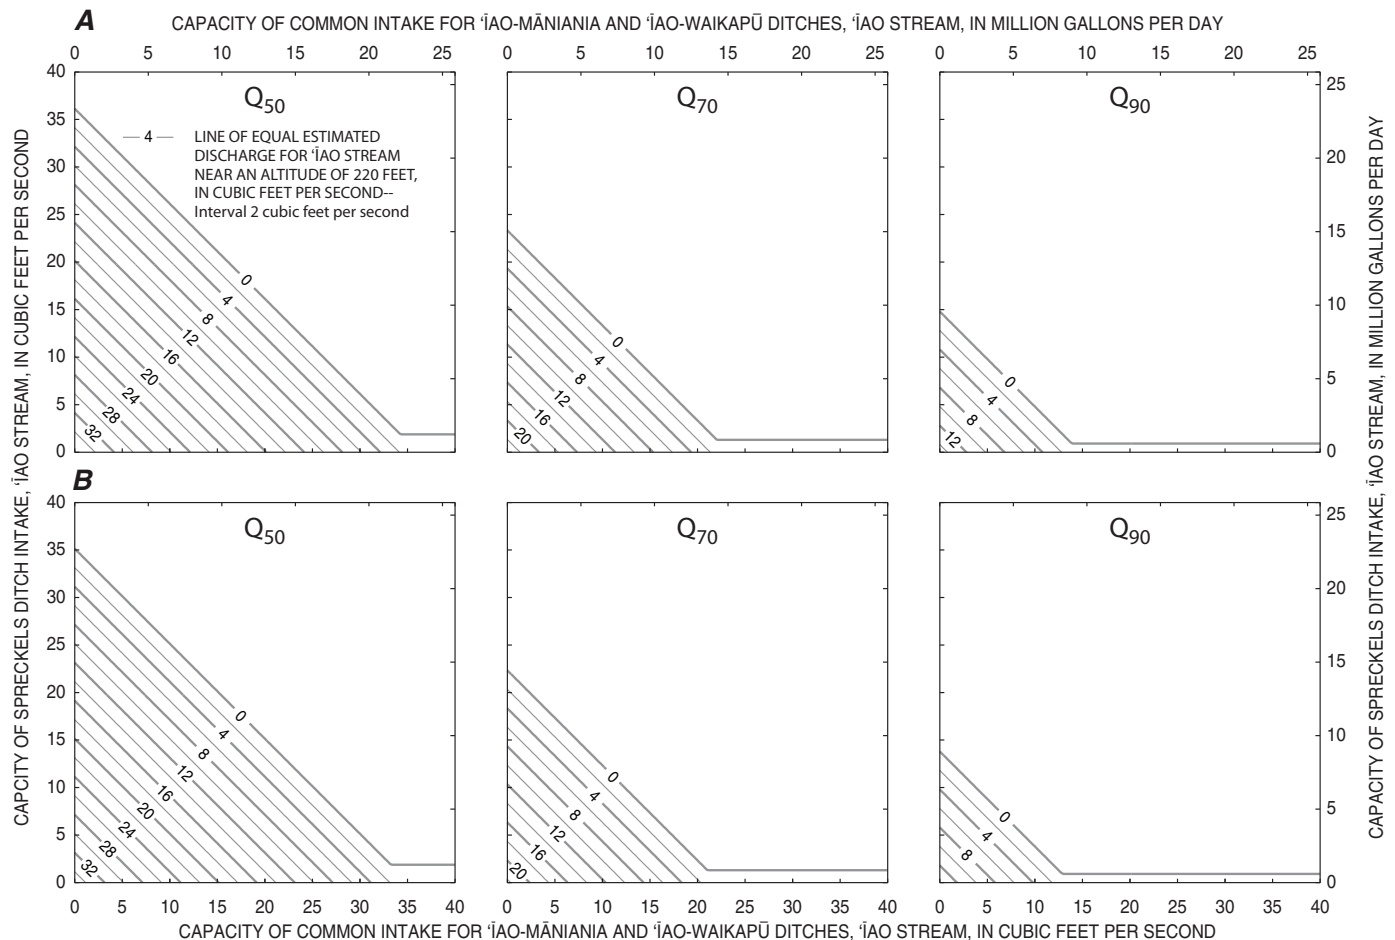 A CAPACITY OF COMMON INTAKE FOR ‘ĪAO-MĀNIANIA AND ‘ĪAO-WAIKAPŪ DITCHES, ‘ĪAO STREAM, IN MILLION GALLONS PER DAY
0 5 10 15 20 25 0 5 10 15 20 25 0 5 10 15 20 25
CAPCITY OF SPRECKELS DITCH INTAKE, ‘ĪAO STREAM, IN CUBIC FEET PER SECOND
40 35 30 25 20 15 10 5 0
Q50
— 4 — LINE OF EQUAL ESTIMATED
DISCHARGE FOR ‘ĪAO STREAM
NEAR AN ALTITUDE OF 220 FEET,
IN CUBIC FEET PER SECOND--
Interval 2 cubic feet per second
0 4 8 12 16 20 24 28 32
Q70
0 4 8 12 16 20
Q90
0 4 8 12
25 20 15 10 5 0
CAPACITY OF SPRECKELS DITCH INTAKE, ‘ĪAO STREAM, IN MILLION GALLONS PER DAY
B
40 35 30 25 20 15 10 5 0
Q50
0 4 8 12 16 20 24 28 32
Q70
0 4 8 12 16 20
Q90
0 4 8
25 20 15 10 5 0
0 5 10 15 20 25 30 35 40 0 5 10 15 20 25 30 35 40 0 5 10 15 20 25 30 35 40
CAPACITY OF COMMON INTAKE FOR ‘ĪAO-MĀNIANIA AND ‘ĪAO-WAIKAPŪ DITCHES, ‘ĪAO STREAM, IN CUBIC FEET PER SECOND